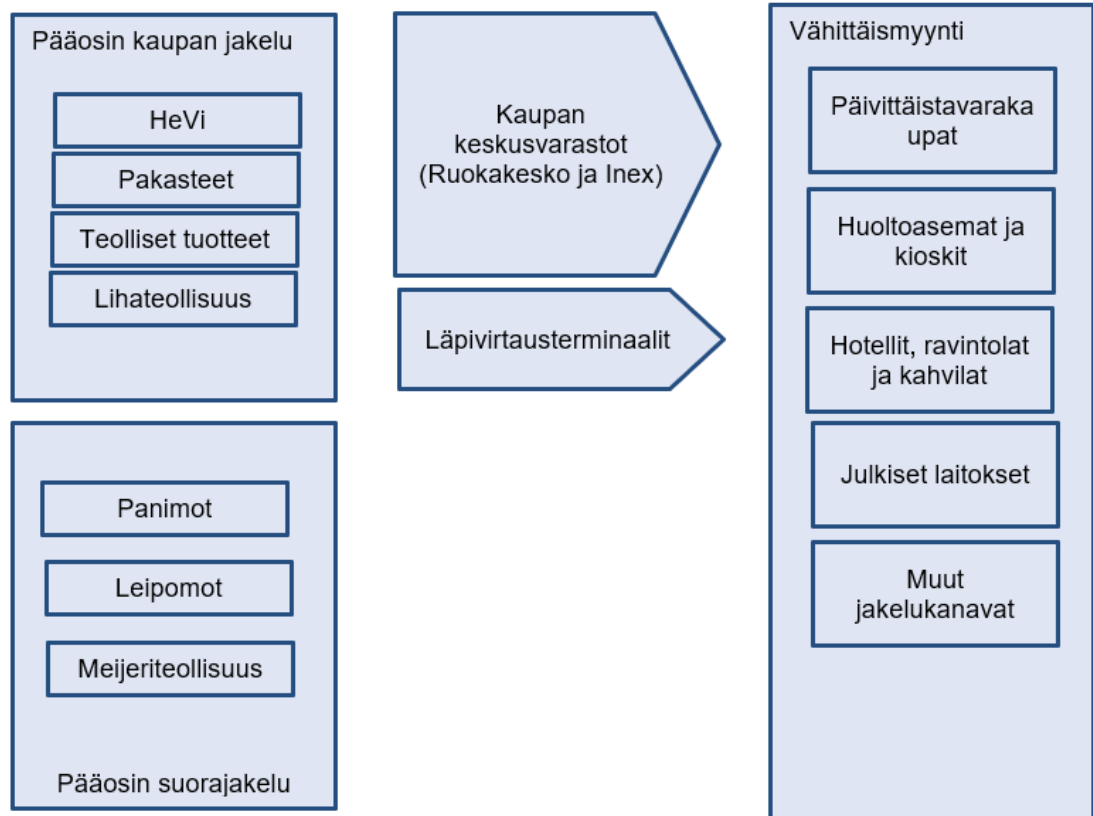 Pääosin kaupan jakelu
HeVi
Pakasteet
Teolliset tuotteet
Lihateollisuus
Panimot
Leipomot
Meijeriteollisuus
Pääosin suorajakelu
Kaupan
keskusvarastot
(Ruokakesko ja Inex)
Läpivirtausterminaalit
Vähittäismyynti
Päivittäistavaraka
upat
Huoltoasemat ja
kioskit
Hotellit, ravintolat
ja kahvilat
Julkiset laitokset
Muut
jakelukanavat